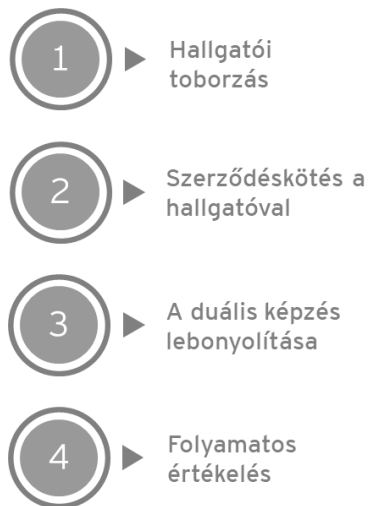 1
Hallgatói
toborzás
2
Szerződéskötés a
hallgatóval
3
A duális képzés
lebonyolítása
4
Folyamatos
értékelés